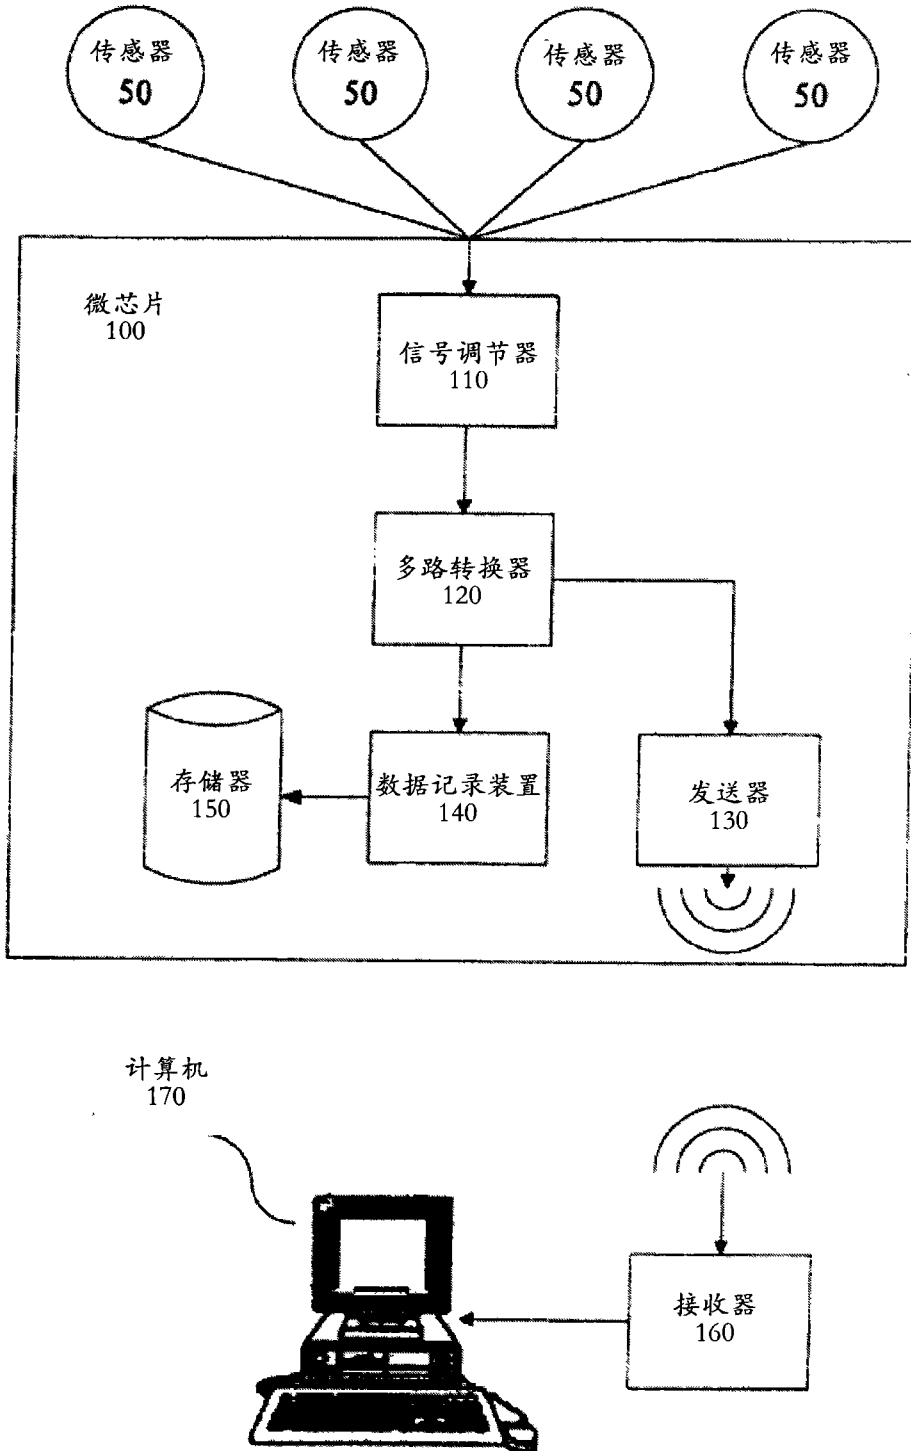 传感器
50
传感器
50
传感器
50
传感器
50
微芯片
100
信号调节器
110
多路转换器
120
存储器
150
数据记录装置
140
发送器
130
计算机
170
接收器
160